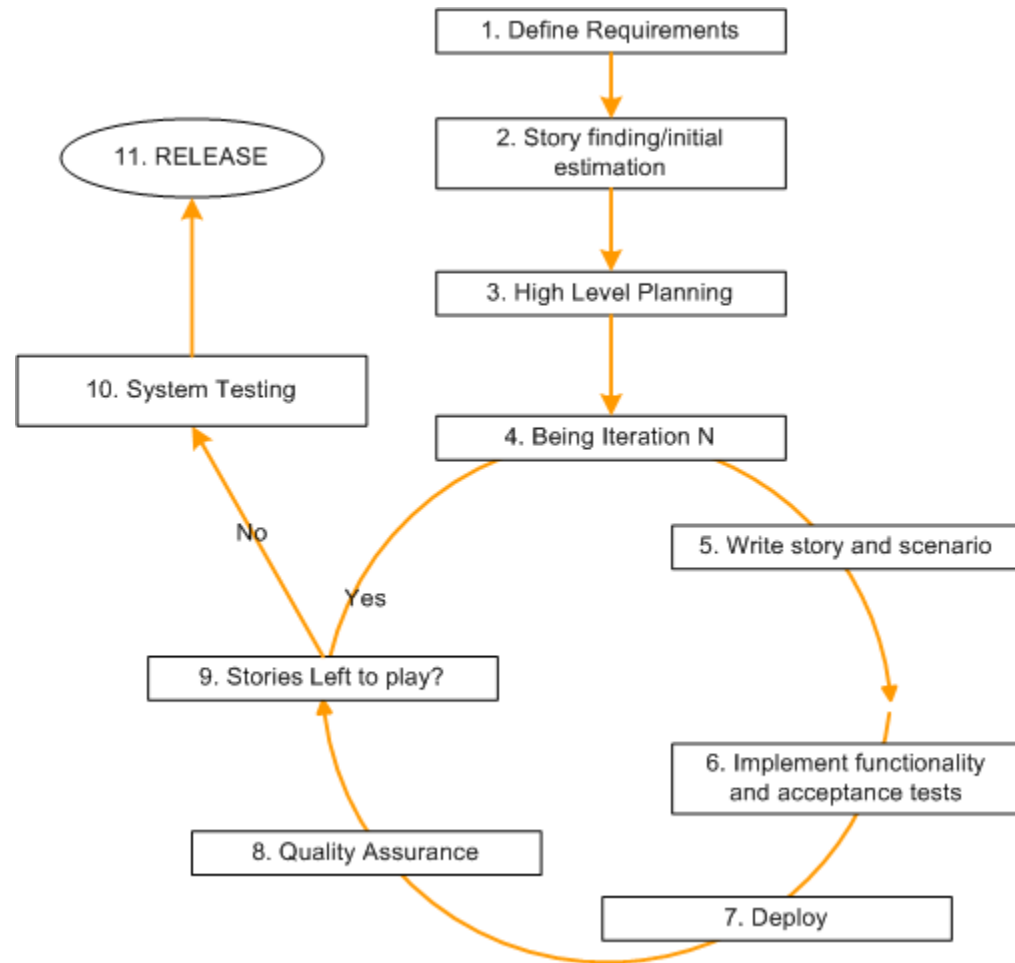 1. Define Requirements
2. Story finding/initial
estimation
3. High Level Planning
4. Being Iteration N
5. Write story and scenario
6. Implement functionality
and acceptance tests
7. Deploy
8. Quality Assurance
9. Stories Left to play?
Yes
No
10. System Testing
11. RELEASE